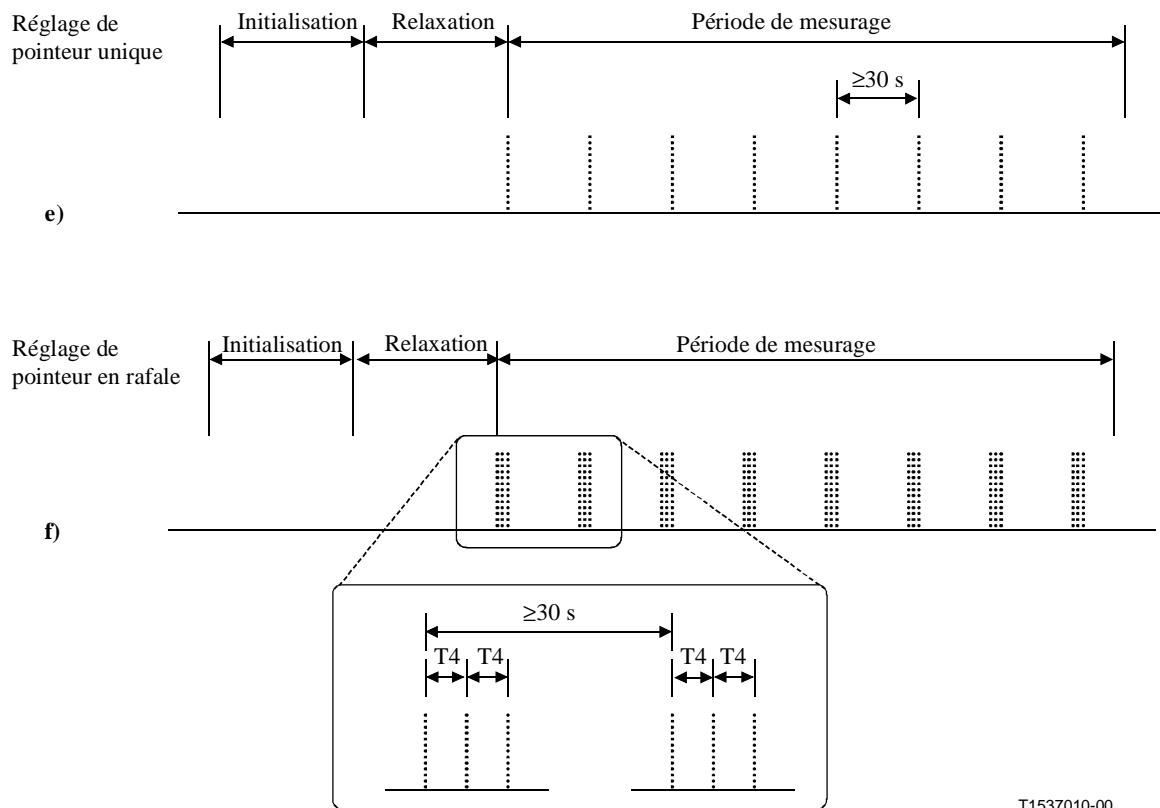 Réglage de
pointeur unique
Initialisation
Relaxation
Période de mesurage
≥30 s
e)
Réglage de
pointeur en rafale
Initialisation
Relaxation
Période de mesurage
f)
≥30 s
T4 T4 T4 T4
T1537010-00